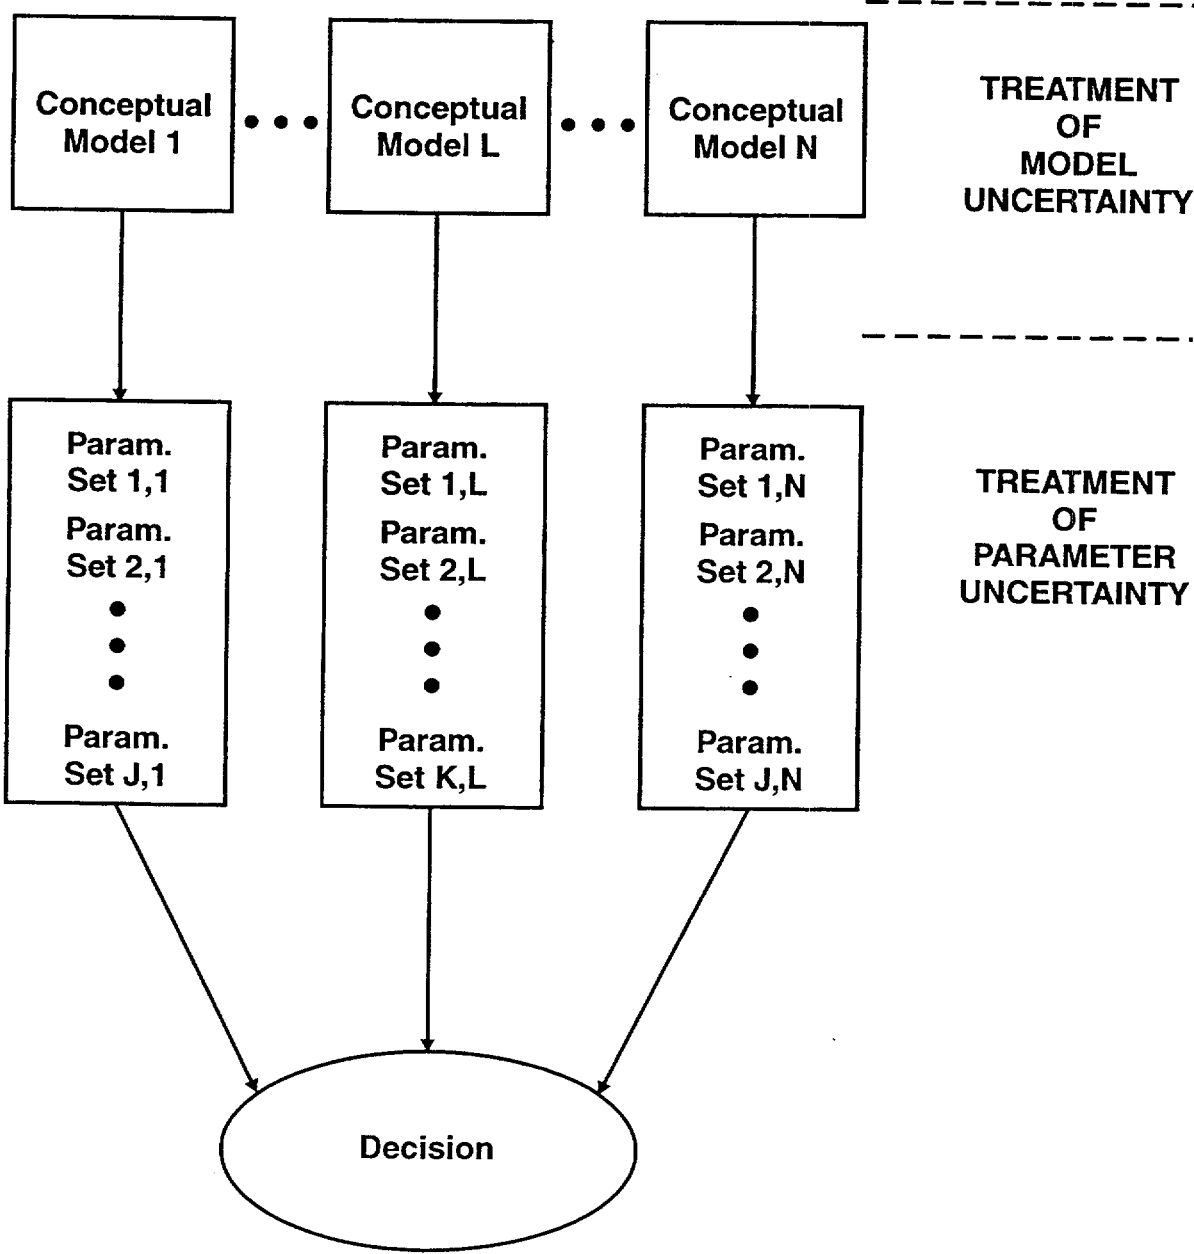 Conceptual
Model 1
Conceptual
Model L
Conceptual
Model N
TREATMENT
OF
MODEL
UNCERTAINTY
Param.
Set 1,1
Param.
Set 2,1
Param.
Set J,1
Param.
Set 1,L
Param.
Set 2,L
Param.
Set K,L
Param.
Set 1,N
Param.
Set 2,N
Param.
Set J,N
TREATMENT
OF
PARAMETER
UNCERTAINTY
Decision